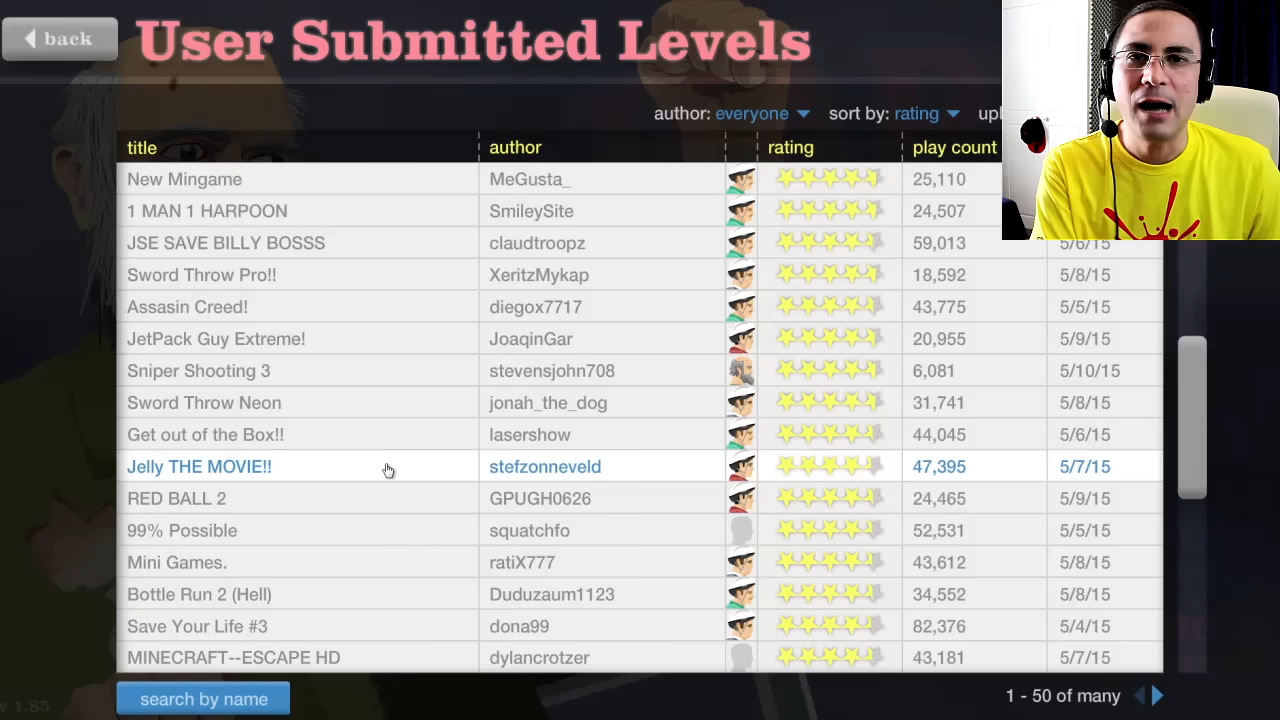 back
User Submitted Levels
author: everyone sort by: rating upl
title author rating play count
New Mingame MeGusta_ 25,110
1 MAN 1 HARPOON SmileySite 24,507
JSE SAVE BILLY BOSSS claudtroopz 59,013 5/6/15
Sword Throw Pro!! XeritzMykap 18,592 5/8/15
Assasin Creed! diegox7717 43,775 5/5/15
JetPack Guy Extreme! JoaqinGar 20,955 5/9/15
Sniper Shooting 3 stevensjohn708 6,081 5/10/15
Sword Throw Neon jonah_the_dog 31,741 5/8/15
Get out of the Box!! lasershow 44,045 5/6/15
Jelly THE MOVIE!! stefzonneveld 47,395 5/7/15
RED BALL 2 GPUGH0626 24,465 5/9/15
99% Possible squatchfo 52,531 5/5/15
Mini Games. ratiX777 43,612 5/8/15
Bottle Run 2 (Hell) Duduzaum1123 34,552 5/8/15
Save Your Life #3 dona99 82,376 5/4/15
MINECRAFT--ESCAPE HD dylancrotzer 43,181 5/7/15
search by name 1 - 50 of many
v 1.85